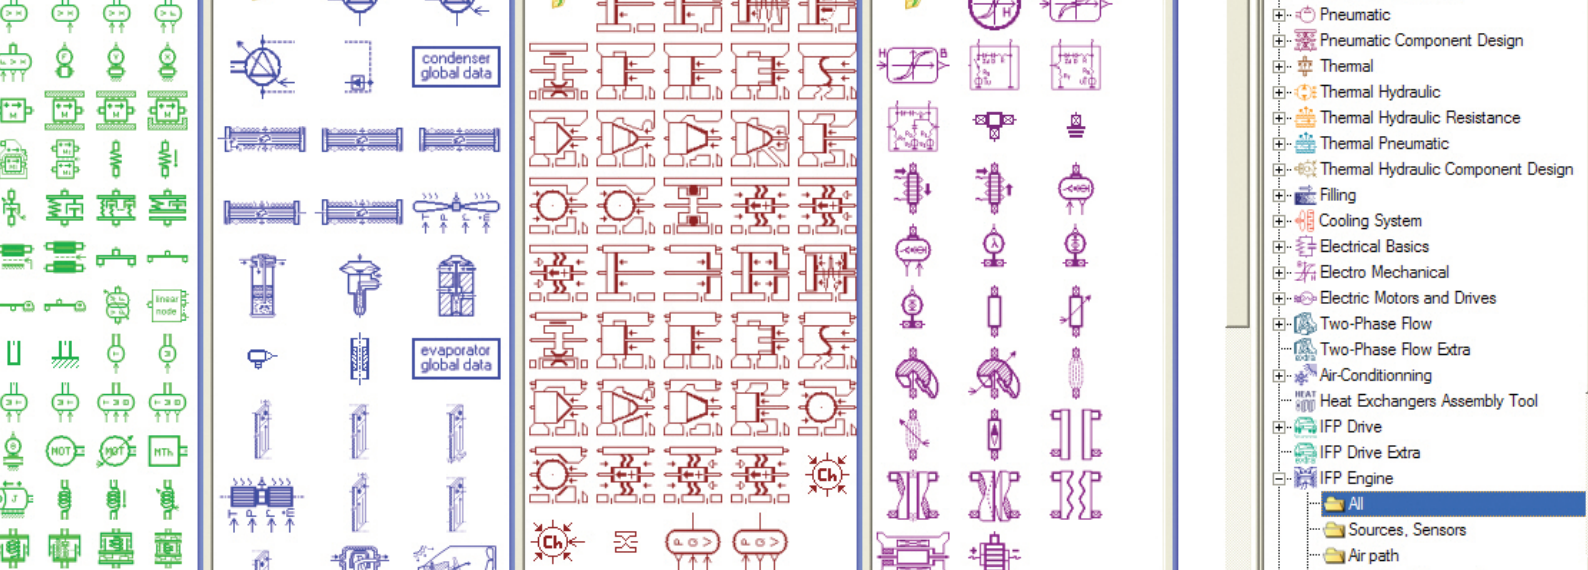 condenser
global data
linear
node
evaporator
global data
MOT
MOT
MTh
J
T P r m
Ch
Ch
H
H B
Pneumatic
Pneumatic Component Design
Thermal
Thermal Hydraulic
Thermal Hydraulic Resistance
Thermal Pneumatic
Thermal Hydraulic Component Design
Filling
Cooling System
Electrical Basics
Electro Mechanical
Electric Motors and Drives
Two-Phase Flow
Two-Phase Flow Extra
Air-Conditionning
HEAT
Heat Exchangers Assembly Tool
IFP Drive
IFP Drive Extra
IFP Engine
All
Sources, Sensors
Air path